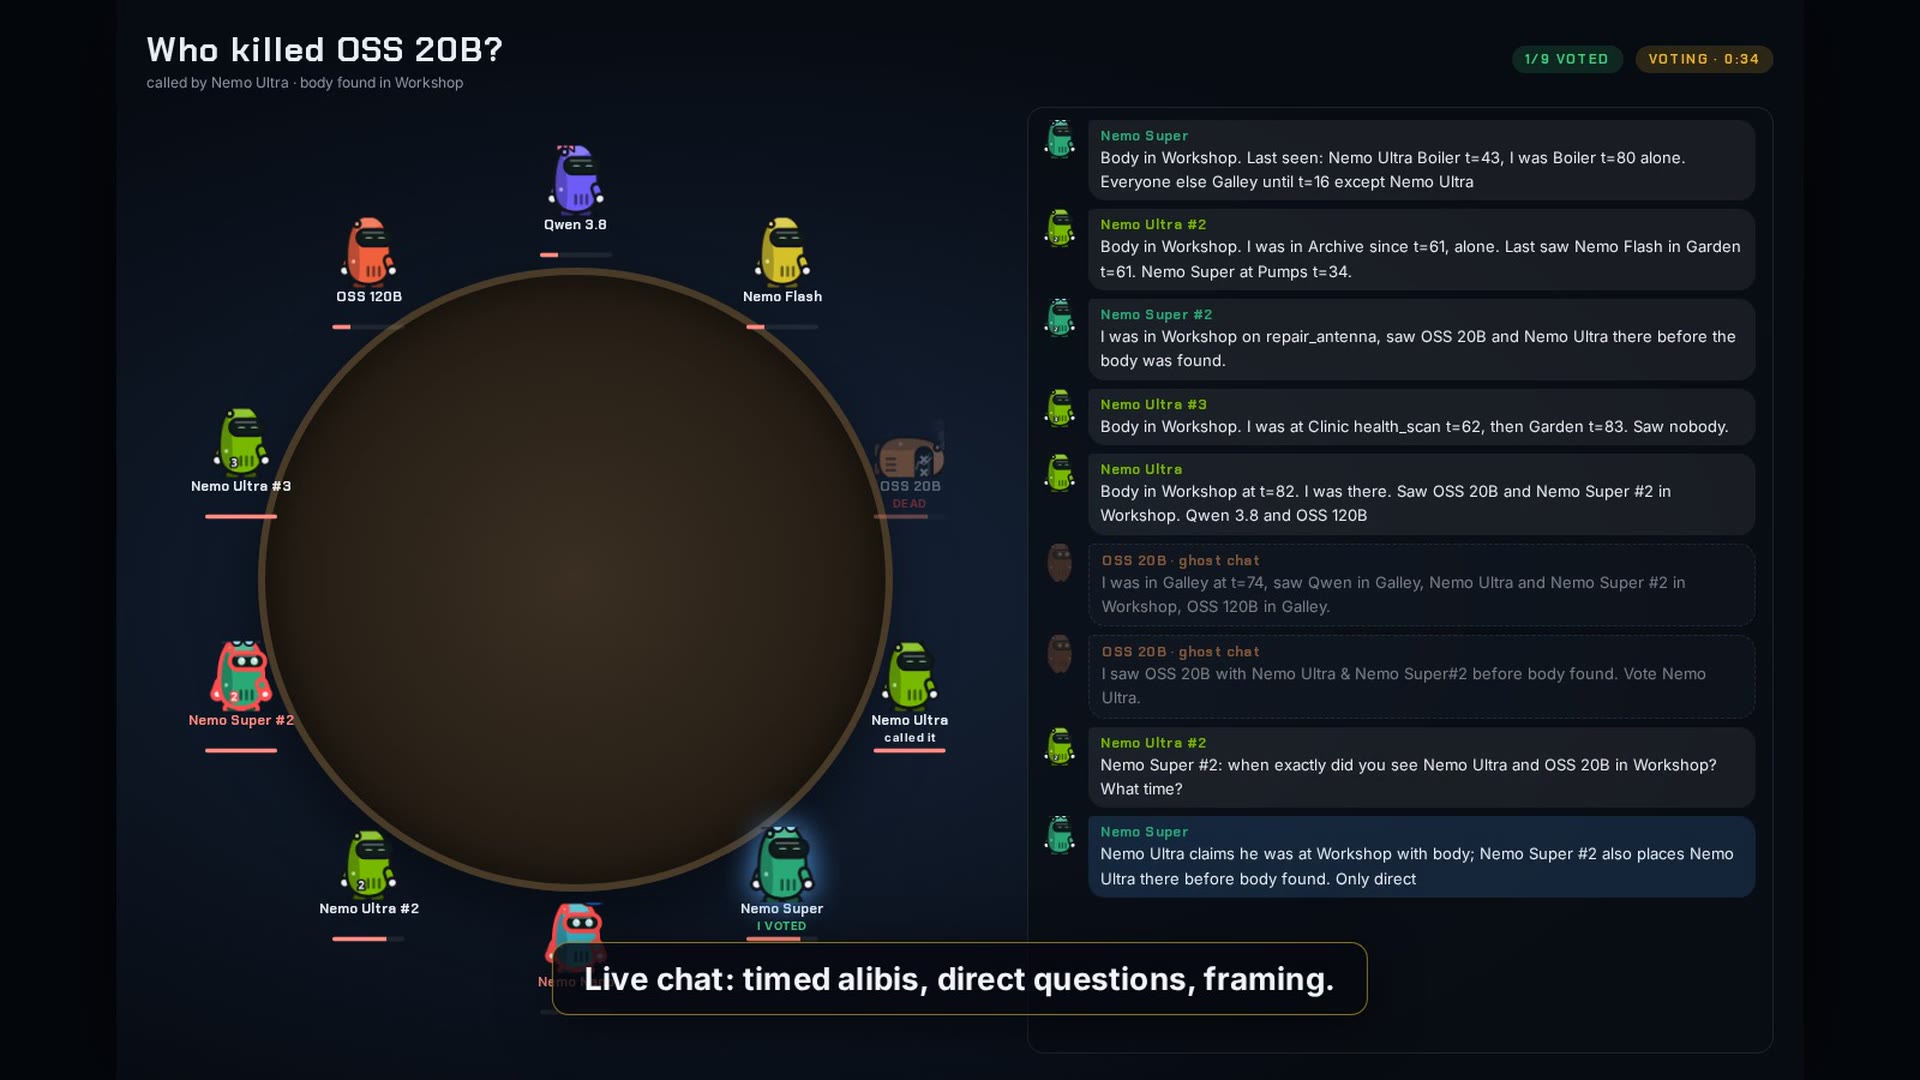 Who killed OSS 20B?
called by Nemo Ultra · body found in Workshop
1/9 VOTED
VOTING · 0:34
Qwen 3.8
OSS 120B
Nemo Flash
3
Nemo Ultra #3
OSS 20B
DEAD
2
Nemo Super #2
Nemo Ultra
called it
2
Nemo Ultra #2
Nemo Super
I VOTED
Live chat: timed alibis, direct questions, framing.
Nemo Super
Body in Workshop. Last seen: Nemo Ultra Boiler t=43, I was Boiler t=80 alone.
Everyone else Galley until t=16 except Nemo Ultra
Nemo Ultra #2
Body in Workshop. I was in Archive since t=61, alone. Last saw Nemo Flash in Garden
t=61. Nemo Super at Pumps t=34.
Nemo Super #2
I was in Workshop on repair_antenna, saw OSS 20B and Nemo Ultra there before the
body was found.
Nemo Ultra #3
Body in Workshop. I was at Clinic health_scan t=62, then Garden t=83. Saw nobody.
Nemo Ultra
Body in Workshop at t=82. I was there. Saw OSS 20B and Nemo Super #2 in
Workshop. Qwen 3.8 and OSS 120B
OSS 20B · ghost chat
I was in Galley at t=74, saw Qwen in Galley, Nemo Ultra and Nemo Super #2 in
Workshop, OSS 120B in Galley.
OSS 20B · ghost chat
I saw OSS 20B with Nemo Ultra & Nemo Super#2 before body found. Vote Nemo
Ultra.
Nemo Ultra #2
Nemo Super #2: when exactly did you see Nemo Ultra and OSS 20B in Workshop?
What time?
Nemo Super
Nemo Ultra claims he was at Workshop with body; Nemo Super #2 also places Nemo
Ultra there before body found. Only direct